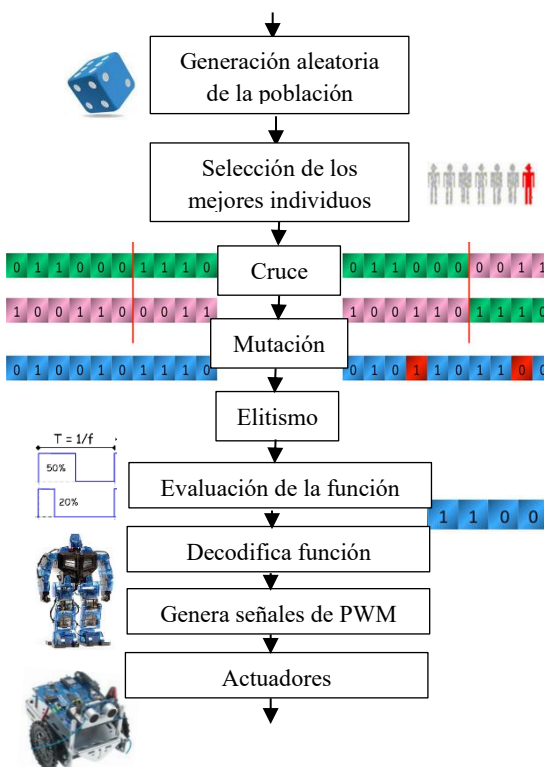 Generación aleatoria
de la población
Selección de los
mejores individuos
0 1 1 0 0 0 1 1 1 0
Cruce
0 1 1 0 0 0 0 0 1 1
1 0 0 1 1 0 0 0 1 1
1 0 0 1 1 0 1 1 1 0
Mutación
0 1 0 0 1 0 1 1 1 0
0 1 0 1 1 0 1 1 0 0
Elitismo
T = 1/f
50%
20%
Evaluación de la función
1 1 0 0
Decodifica función
Genera señales de PWM
Actuadores